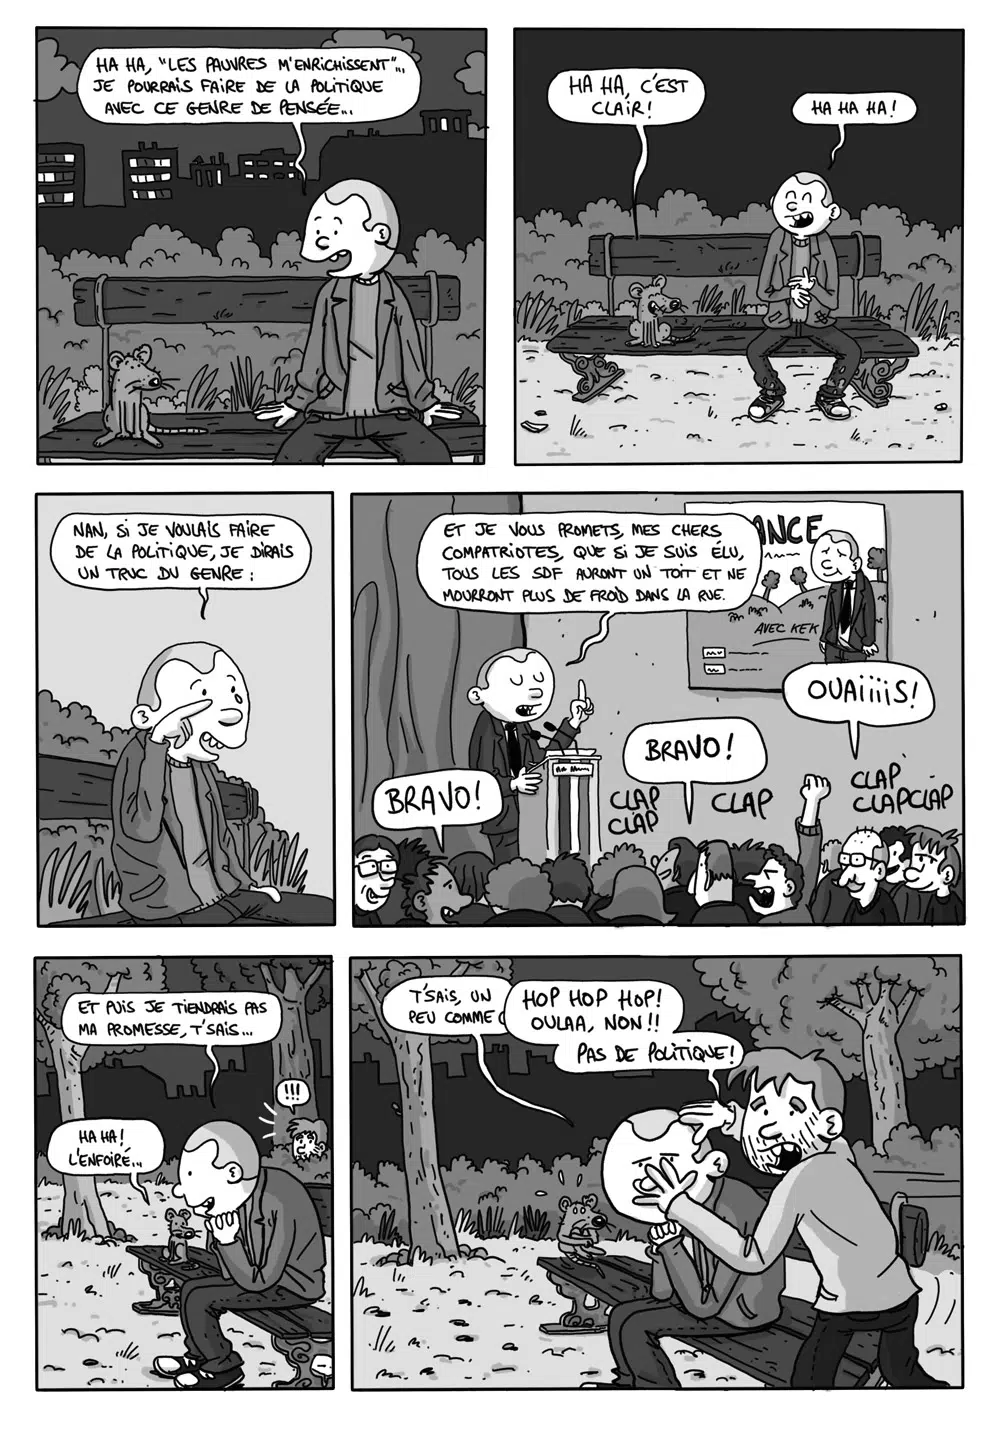 HA HA, "LES PAUVRES M'ENRICHISSENT"...
JE POURRAIS FAIRE DE LA POLITIQUE
AVEC CE GENRE DE PENSÉE...
HA HA, C'EST
CLAIR !
HA HA HA !
NAN, SI JE VOULAIS FAIRE
DE LA POLITIQUE, JE DIRAIS
UN TRUC DU GENRE :
ET JE VOUS PROMETS, MES CHERS
COMPATRIOTES, QUE SI JE SUIS ÉLU,
TOUS LES SDF AURONT UN TOIT ET NE
MOURRONT PLUS DE FROID DANS LA RUE.
ANCE
AVEC KEK
OUAiiiiS !
BRAVO !
BRAVO !
CLAP
CLAP
CLAP
CLAP
CLAPCLAP
ET PUIS JE TIENDRAIS PAS
MA PROMESSE, T'SAIS...
!!!
HA HA !
L'ENFOIRÉ...
T'SAIS, UN
PEU COMME
HOP HOP HOP !
OULAA, NON !!
PAS DE POLITIQUE !